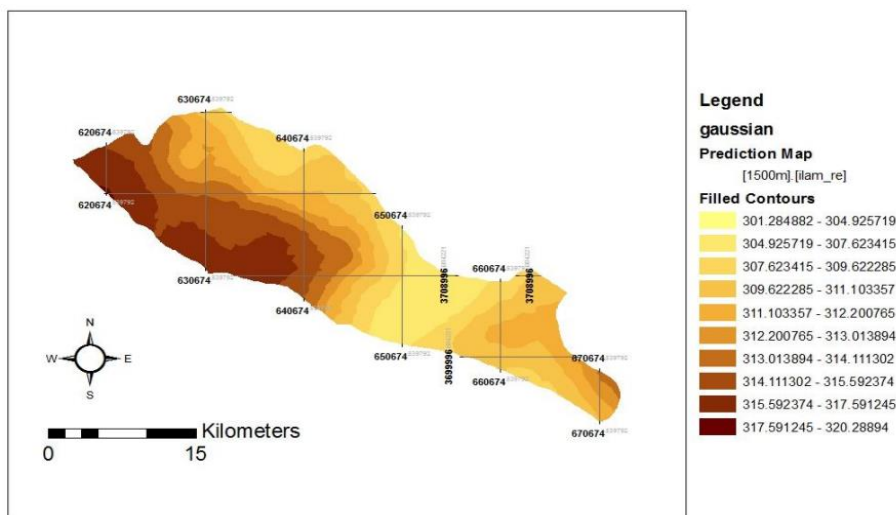 630674
620674
640674
620674
650674
630674
3708996
660674
3708996
640674
650674
3699996
660674
670674
670674
N
W
E
S
Kilometers
0
15
Legend
gaussian
Prediction Map
[1500m].[ilam_re]
Filled Contours
301.284882 - 304.925719
304.925719 - 307.623415
307.623415 - 309.622285
309.622285 - 311.103357
311.103357 - 312.200765
312.200765 - 313.013894
313.013894 - 314.111302
314.111302 - 315.592374
315.592374 - 317.591245
317.591245 - 320.28894